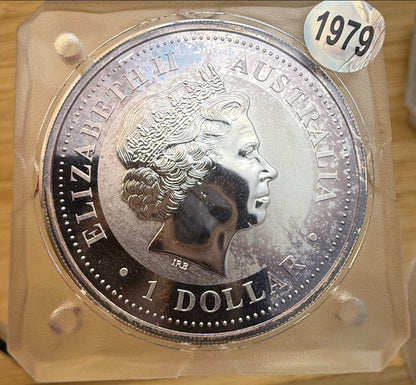 1979
ELIZABETH II AUSTRALIA
IRB
· 1 DOLLAR ·